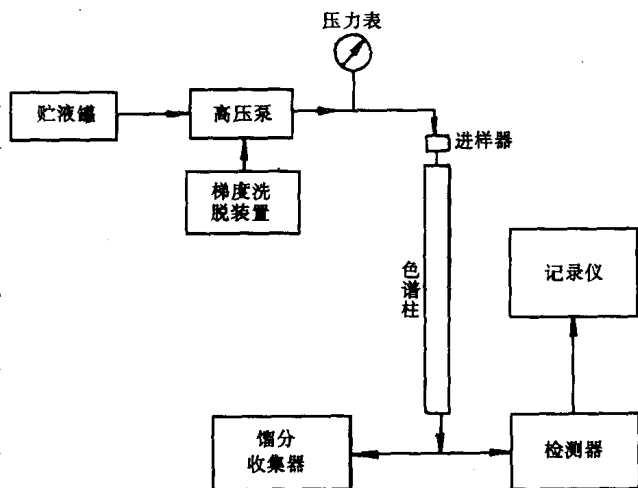 压力表
贮液罐
高压泵
进样器
梯度洗
脱装置
色谱柱
记录仪
馏分
收集器
检测器